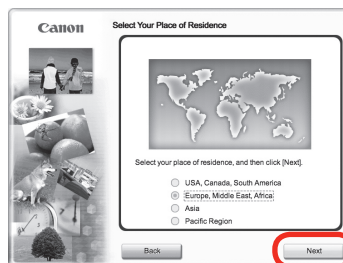 Canon
Select Your Place of Residence
Select your place of residence, and then click [Next].
USA, Canada, South America
Europe, Middle East, Africa
Asia
Pacific Region
Back
Next